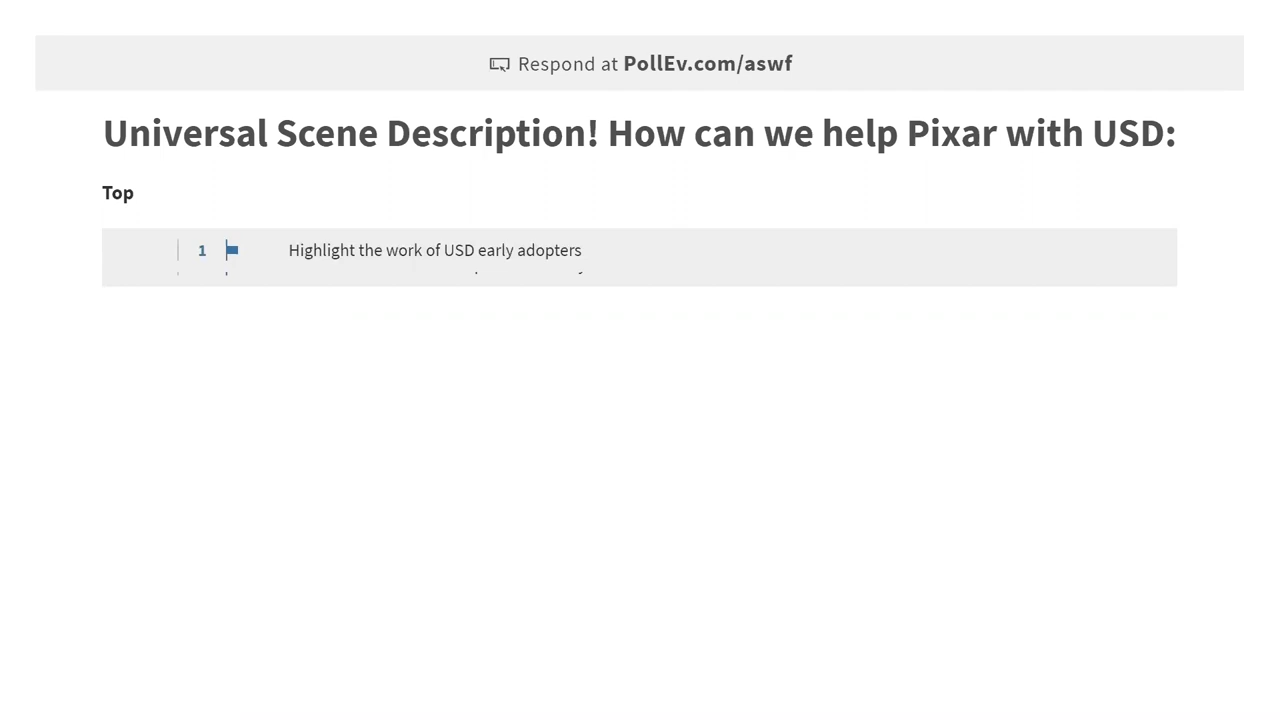 Respond at PollEv.com/aswf
Universal Scene Description! How can we help Pixar with USD:
Top
1 Highlight the work of USD early adopters